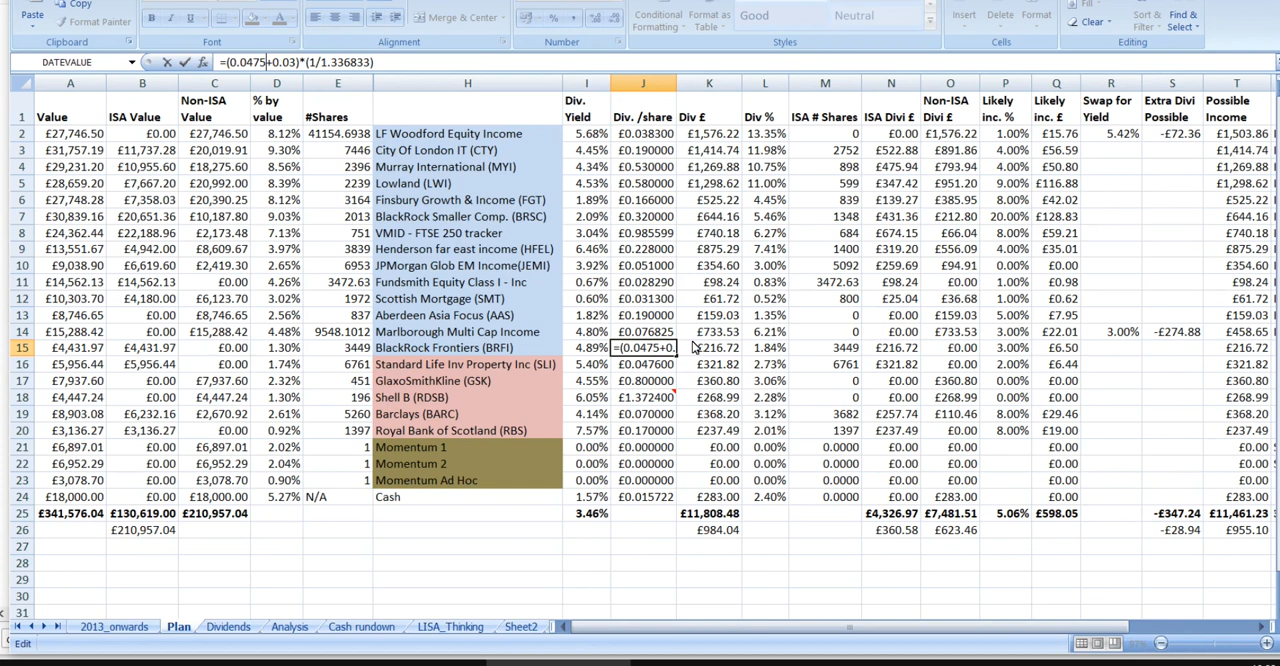 Paste
Copy
Format Painter
Clipboard
B I U
Font
Merge & Center
Alignment
% ,
Number
Conditional Formatting
Format as Table
Good
Neutral
Styles
Insert
Delete
Format
Cells
Fill
Clear
Sort & Filter
Find & Select
Editing
DATEVALUE fx =(0.0475+0.03)*(1/1.336833)
A B C D E H I J K L M N O P Q R S T
1 Value ISA Value Non-ISA Value % by value #Shares Div. Yield Div. /share Div £ Div % ISA # Shares ISA Divi £ Non-ISA Divi £ Likely inc. % Likely inc. £ Swap for Yield Extra Divi Possible Possible Income
2 £27,746.50 £0.00 £27,746.50 8.12% 41154.6938 LF Woodford Equity Income 5.68% £0.038300 £1,576.22 13.35% 0 £0.00 £1,576.22 1.00% £15.76 5.42% -£72.36 £1,503.86
3 £31,757.19 £11,737.28 £20,019.91 9.30% 7446 City Of London IT (CTY) 4.45% £0.190000 £1,414.74 11.98% 2752 £522.88 £891.86 4.00% £56.59 £1,414.74
4 £29,231.20 £10,955.60 £18,275.60 8.56% 2396 Murray International (MYI) 4.34% £0.530000 £1,269.88 10.75% 898 £475.94 £793.94 4.00% £50.80 £1,269.88
5 £28,659.20 £7,667.20 £20,992.00 8.39% 2239 Lowland (LWI) 4.53% £0.580000 £1,298.62 11.00% 599 £347.42 £951.20 9.00% £116.88 £1,298.62
6 £27,748.28 £7,358.03 £20,390.25 8.12% 3164 Finsbury Growth & Income (FGT) 1.89% £0.166000 £525.22 4.45% 839 £139.27 £385.95 8.00% £42.02 £525.22
7 £30,839.16 £20,651.36 £10,187.80 9.03% 2013 BlackRock Smaller Comp. (BRSC) 2.09% £0.320000 £644.16 5.46% 1348 £431.36 £212.80 20.00% £128.83 £644.16
8 £24,362.44 £22,188.96 £2,173.48 7.13% 751 VMID - FTSE 250 tracker 3.04% £0.985599 £740.18 6.27% 684 £674.15 £66.04 8.00% £59.21 £740.18
9 £13,551.67 £4,942.00 £8,609.67 3.97% 3839 Henderson far east income (HFEL) 6.46% £0.228000 £875.29 7.41% 1400 £319.20 £556.09 4.00% £35.01 £875.29
10 £9,038.90 £6,619.60 £2,419.30 2.65% 6953 JPMorgan Glob EM Income(JEMI) 3.92% £0.051000 £354.60 3.00% 5092 £259.69 £94.91 0.00% £0.00 £354.60
11 £14,562.13 £14,562.13 £0.00 4.26% 3472.63 Fundsmith Equity Class I - Inc 0.67% £0.028290 £98.24 0.83% 3472.63 £98.24 £0.00 1.00% £0.98 £98.24
12 £10,303.70 £4,180.00 £6,123.70 3.02% 1972 Scottish Mortgage (SMT) 0.60% £0.031300 £61.72 0.52% 800 £25.04 £36.68 1.00% £0.62 £61.72
13 £8,746.65 £0.00 £8,746.65 2.56% 837 Aberdeen Asia Focus (AAS) 1.82% £0.190000 £159.03 1.35% 0 £0.00 £159.03 5.00% £7.95 £159.03
14 £15,288.42 £0.00 £15,288.42 4.48% 9548.1012 Marlborough Multi Cap Income 4.80% £0.076825 £733.53 6.21% 0 £0.00 £733.53 3.00% £22.01 3.00% -£274.88 £458.65
15 £4,431.97 £4,431.97 £0.00 1.30% 3449 BlackRock Frontiers (BRFI) 4.89% =(0.0475+0. £216.72 1.84% 3449 £216.72 £0.00 3.00% £6.50 £216.72
16 £5,956.44 £5,956.44 £0.00 1.74% 6761 Standard Life Inv Property Inc (SLI) 5.40% £0.047600 £321.82 2.73% 6761 £321.82 £0.00 2.00% £6.44 £321.82
17 £7,937.60 £0.00 £7,937.60 2.32% 451 GlaxoSmithKline (GSK) 4.55% £0.800000 £360.80 3.06% 0 £0.00 £360.80 0.00% £0.00 £360.80
18 £4,447.24 £0.00 £4,447.24 1.30% 196 Shell B (RDSB) 6.05% £1.372400 £268.99 2.28% 0 £0.00 £268.99 0.00% £0.00 £268.99
19 £8,903.08 £6,232.16 £2,670.92 2.61% 5260 Barclays (BARC) 4.14% £0.070000 £368.20 3.12% 3682 £257.74 £110.46 8.00% £29.46 £368.20
20 £3,136.27 £3,136.27 £0.00 0.92% 1397 Royal Bank of Scotland (RBS) 7.57% £0.170000 £237.49 2.01% 1397 £237.49 £0.00 8.00% £19.00 £237.49
21 £6,897.01 £0.00 £6,897.01 2.02% 1 Momentum 1 0.00% £0.000000 £0.00 0.00% 0.0000 £0.00 £0.00 £0.00 £0.00
22 £6,952.29 £0.00 £6,952.29 2.04% 1 Momentum 2 0.00% £0.000000 £0.00 0.00% 0.0000 £0.00 £0.00 £0.00 £0.00
23 £3,078.70 £0.00 £3,078.70 0.90% 1 Momentum Ad Hoc 0.00% £0.000000 £0.00 0.00% 0.0000 £0.00 £0.00 £0.00 £0.00
24 £18,000.00 £0.00 £18,000.00 5.27% N/A Cash 1.57% £0.015722 £283.00 2.40% 0.0000 £0.00 £283.00 £0.00 £283.00
25 £341,576.04 £130,619.00 £210,957.04 3.46% £11,808.48 £4,326.97 £7,481.51 5.06% £598.05 -£347.24 £11,461.23
26 £210,957.04 £984.04 £360.58 £623.46 -£28.94 £955.10
27
28
29
30
31
2013_onwards Plan Dividends Analysis Cash rundown LISA_Thinking Sheet2
Edit